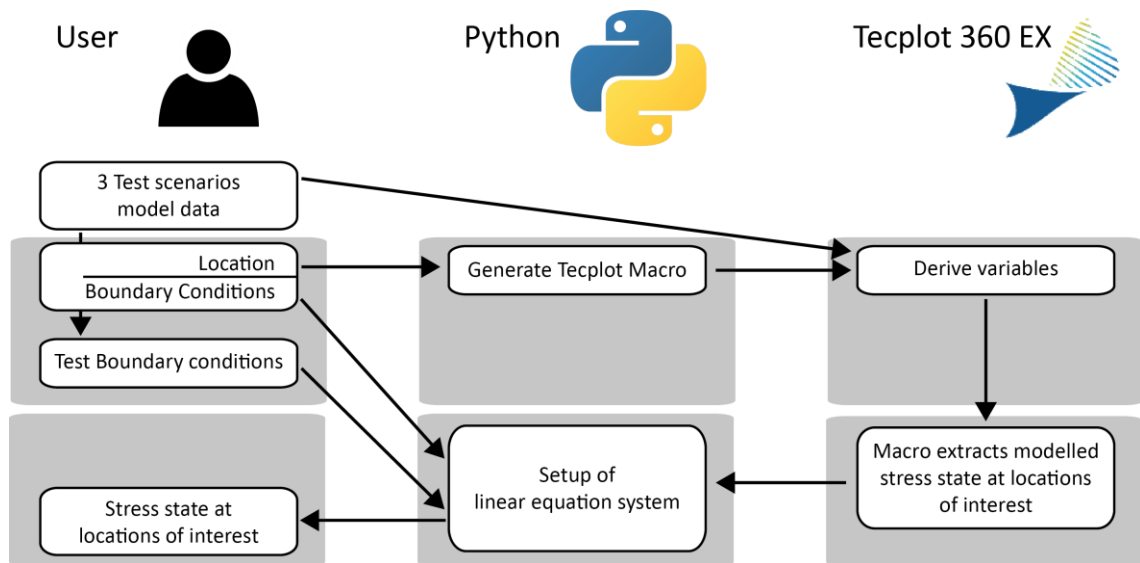 User
Python
Tecplot 360 EX
3 Test scenarios
model data
Location
Boundary Conditions
Generate Tecplot Macro
Derive variables
Test Boundary conditions
Setup of
linear equation system
Macro extracts modelled
stress state at locations
of interest
Stress state at
locations of interest